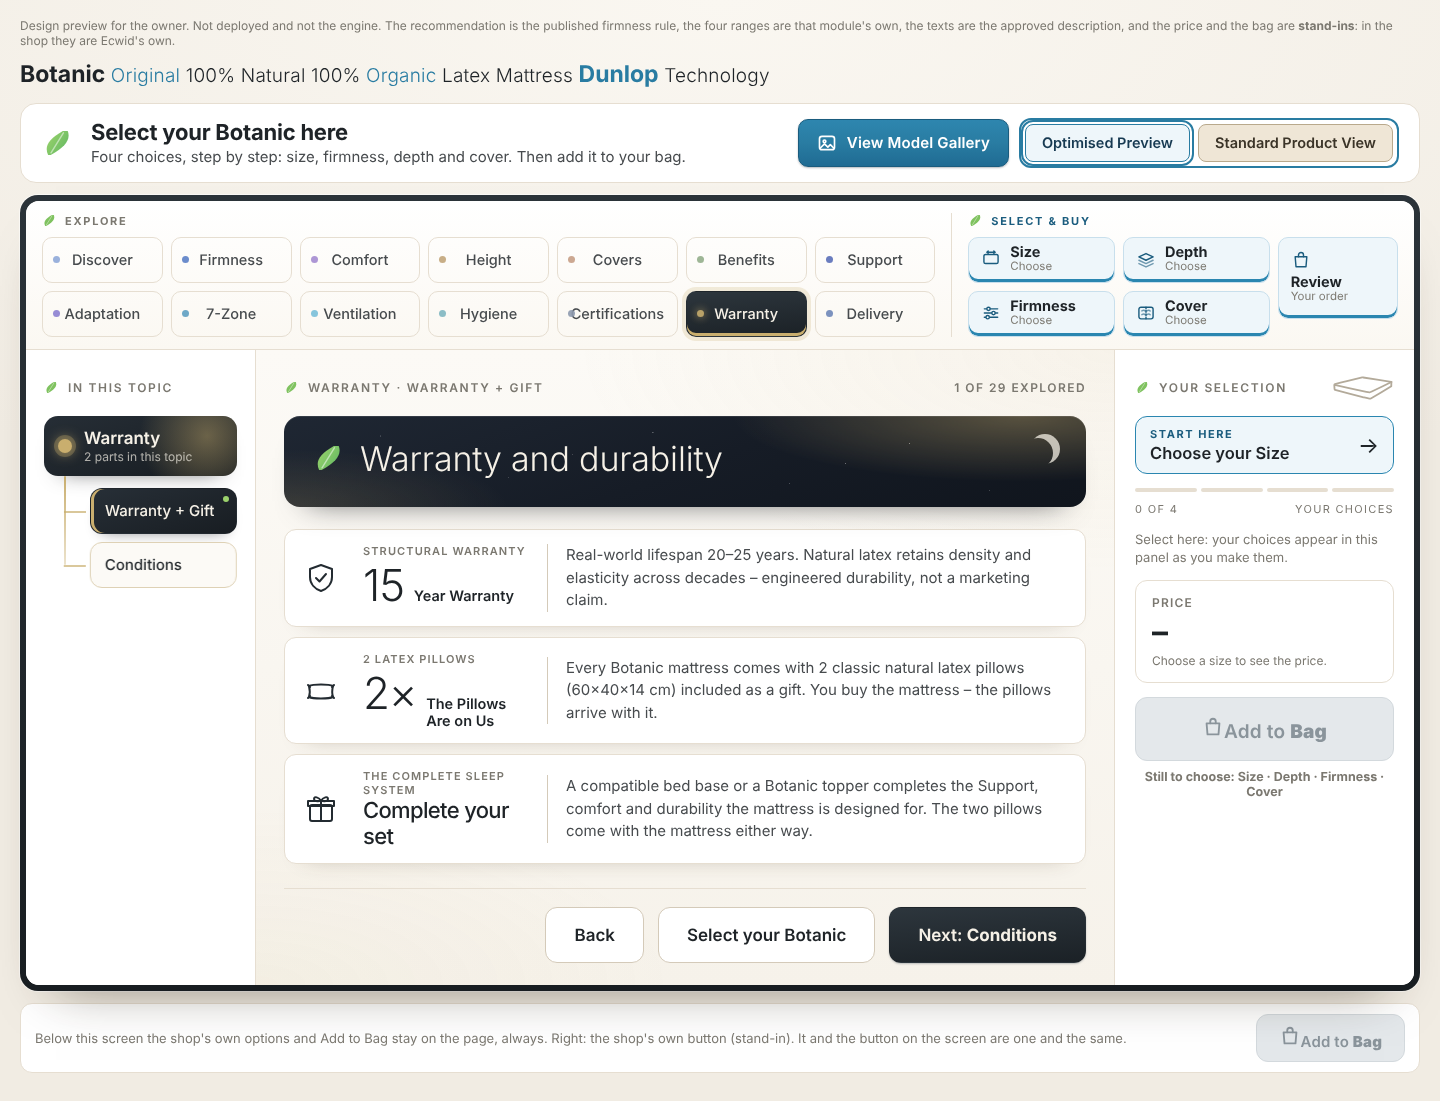 Design preview for the owner. Not deployed and not the engine. The recommendation is the published firmness rule, the four ranges are that module's own, the texts are the approved description, and the price and the bag are stand-ins: in the
shop they are Ecwid's own.
Botanic Original 100% Natural 100% Organic Latex Mattress Dunlop Technology
Select your Botanic here
Four choices, step by step: size, firmness, depth and cover. Then add it to your bag.
View Model Gallery
Optimised Preview
Standard Product View
EXPLORE
Discover
Firmness
Comfort
Height
Covers
Benefits
Support
Adaptation
7-Zone
Ventilation
Hygiene
Certifications
Warranty
Delivery
SELECT & BUY
Size
Choose
Depth
Choose
Firmness
Choose
Cover
Choose
Review
Your order
IN THIS TOPIC
Warranty
2 parts in this topic
Warranty + Gift
Conditions
WARRANTY · WARRANTY + GIFT
1 OF 29 EXPLORED
Warranty and durability
STRUCTURAL WARRANTY
15 Year Warranty
Real-world lifespan 20–25 years. Natural latex retains density and
elasticity across decades – engineered durability, not a marketing
claim.
2 LATEX PILLOWS
2× The Pillows
Are on Us
Every Botanic mattress comes with 2 classic natural latex pillows
(60×40×14 cm) included as a gift. You buy the mattress – the pillows
arrive with it.
THE COMPLETE SLEEP
SYSTEM
Complete your
set
A compatible bed base or a Botanic topper completes the Support,
comfort and durability the mattress is designed for. The two pillows
come with the mattress either way.
Back
Select your Botanic
Next: Conditions
YOUR SELECTION
START HERE
Choose your Size
0 OF 4
YOUR CHOICES
Select here: your choices appear in this
panel as you make them.
PRICE
–
Choose a size to see the price.
Add to Bag
Still to choose: Size · Depth · Firmness ·
Cover
Below this screen the shop's own options and Add to Bag stay on the page, always. Right: the shop's own button (stand-in). It and the button on the screen are one and the same.
Add to Bag